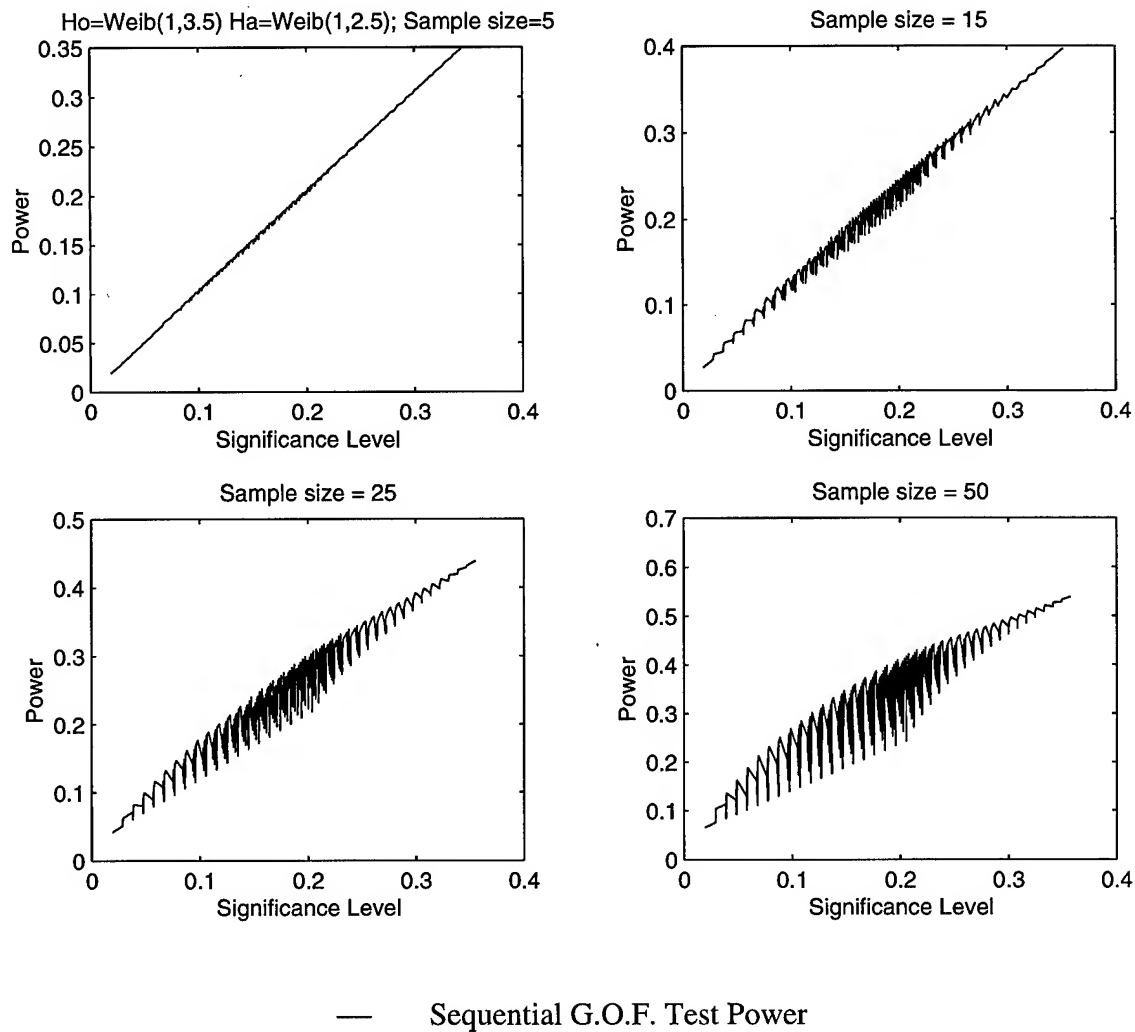 Ho=Weib(1,3.5) Ha=Weib(1,2.5); Sample size=5
0.35
0.3
0.25
0.2
0.15
0.1
0.05
0
Power
0 0.1 0.2 0.3 0.4
Significance Level
Sample size = 15
0.4
0.3
0.2
0.1
0
Power
0 0.1 0.2 0.3 0.4
Significance Level
Sample size = 25
0.5
0.4
0.3
0.2
0.1
0
Power
0 0.1 0.2 0.3 0.4
Significance Level
Sample size = 50
0.7
0.6
0.5
0.4
0.3
0.2
0.1
0
Power
0 0.1 0.2 0.3 0.4
Significance Level
— Sequential G.O.F. Test Power